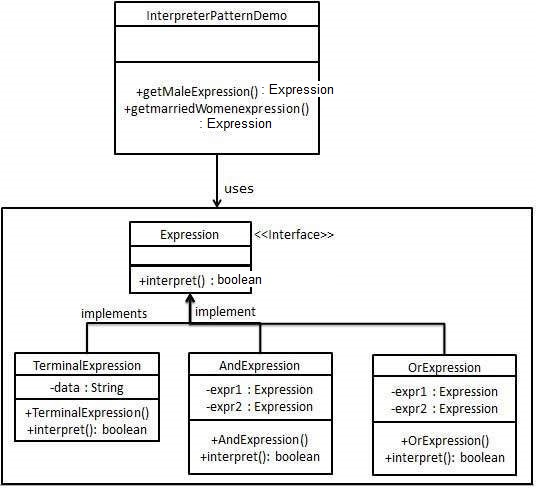 InterpreterPatternDemo
+getMaleExpression() : Expression
+getmarriedWomenexpression()
: Expression
uses
Expression
<<Interface>>
+interpret() : boolean
implements
implement
TerminalExpression
-data : String
+TerminalExpression()
+interpret(): boolean
AndExpression
-expr1 : Expression
-expr2 : Expression
+AndExpression()
+interpret(): boolean
OrExpression
-expr1 : Expression
-expr2 : Expression
+OrExpression()
+interpret(): boolean